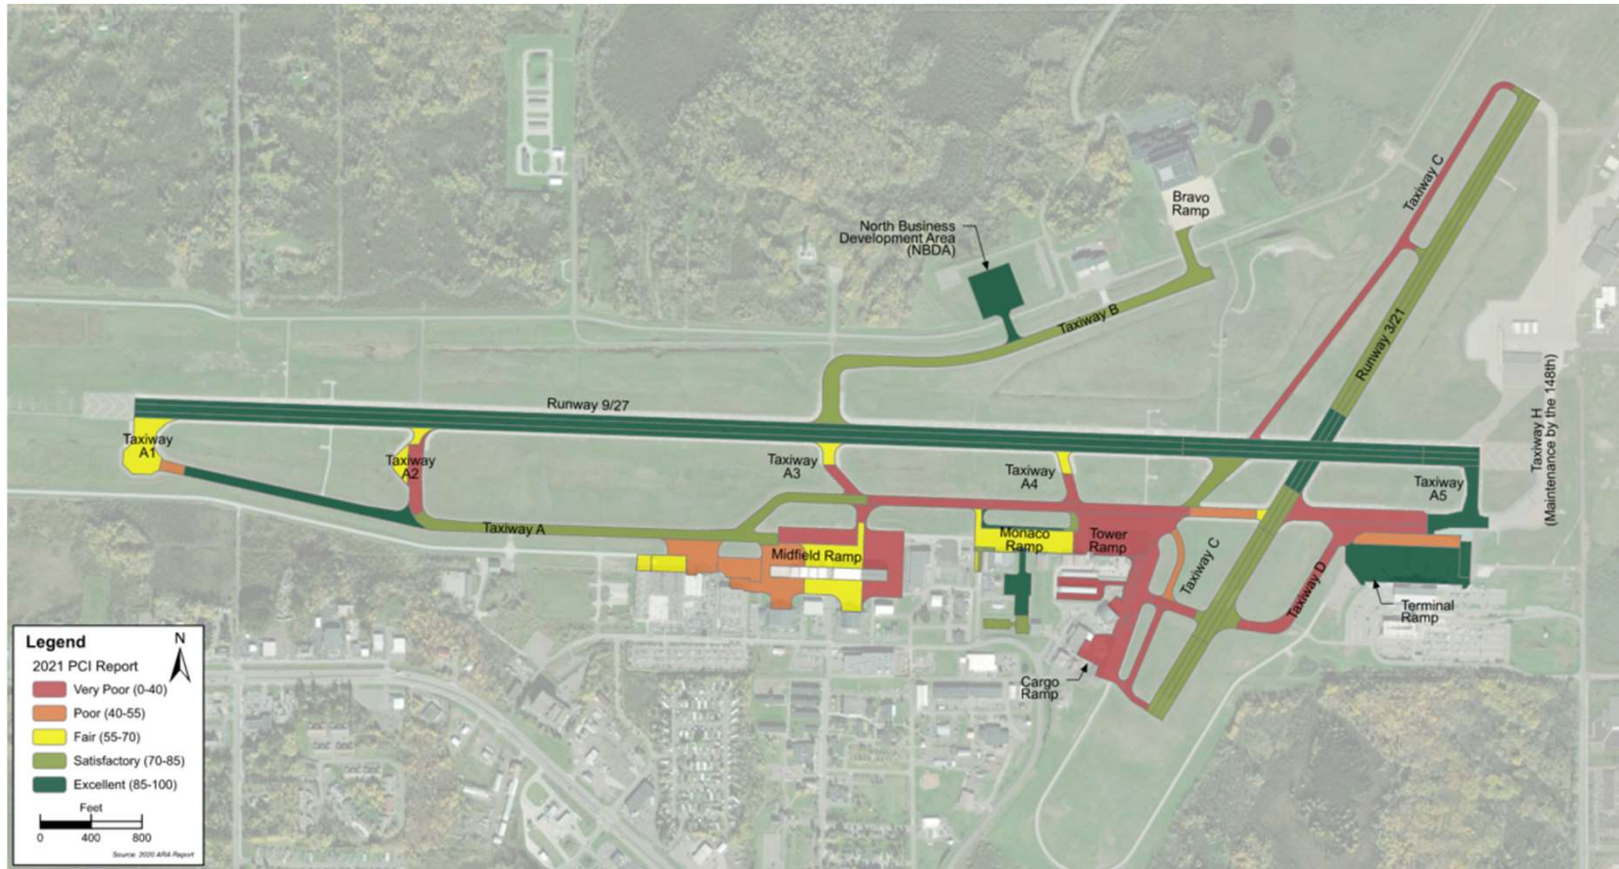 Taxiway C
Bravo
Ramp
North Business
Development Area
(NBDA)
Taxiway B
Runway 3/21
Taxiway H
(Maintenance by the 148th)
Runway 9/27
Taxiway
A1
Taxiway
A2
Taxiway
A3
Taxiway
A4
Taxiway
A5
Taxiway A
Midfield Ramp
Monaco
Ramp
Tower
Ramp
Taxiway C
Taxiway D
Terminal
Ramp
Cargo
Ramp
Legend
N
2021 PCI Report
Very Poor (0-40)
Poor (40-55)
Fair (55-70)
Satisfactory (70-85)
Excellent (85-100)
Feet
0 400 800
Source: 2020 ARA Report